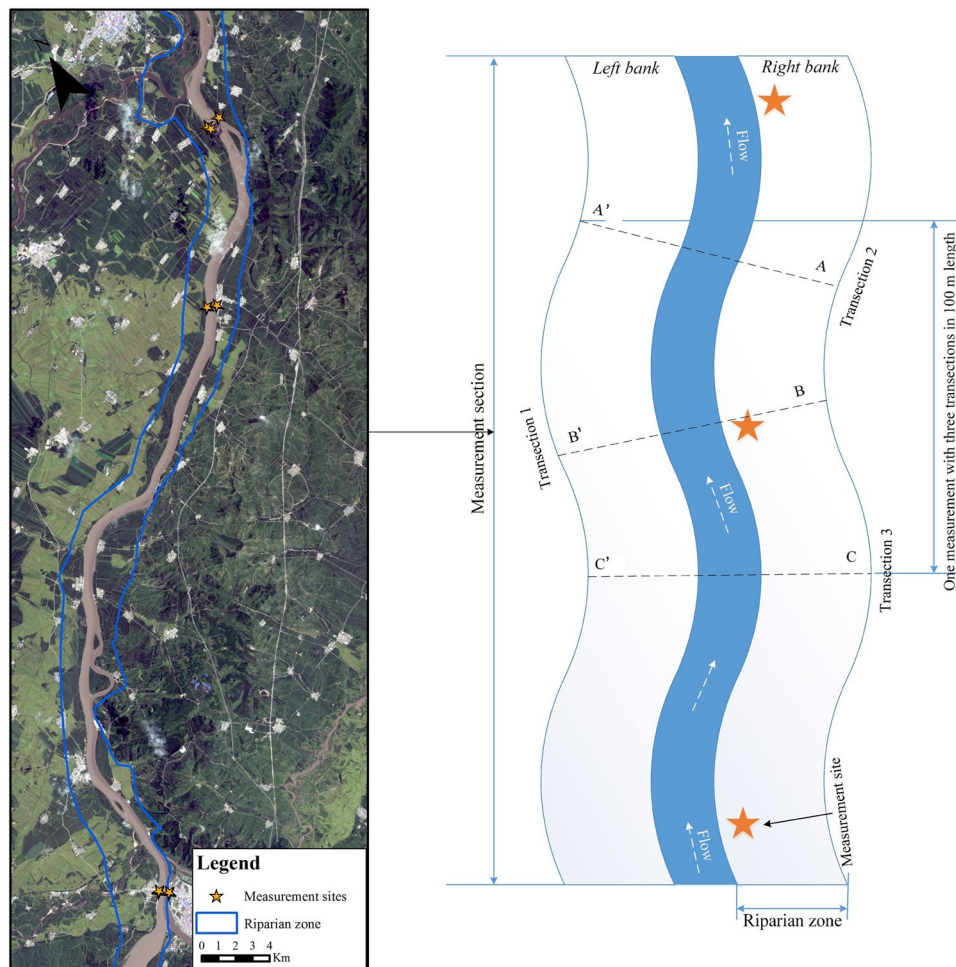 N
Legend
Measurement sites
Riparian zone
0 1 2 3 4
Km
Measurement section
Left bank
Right bank
Flow
A'
A
Transection 2
B
B'
Transection 1
Flow
C'
C
Transection 3
One measurement with three transections in 100 m length
Measurement site
Flow
Riparian zone